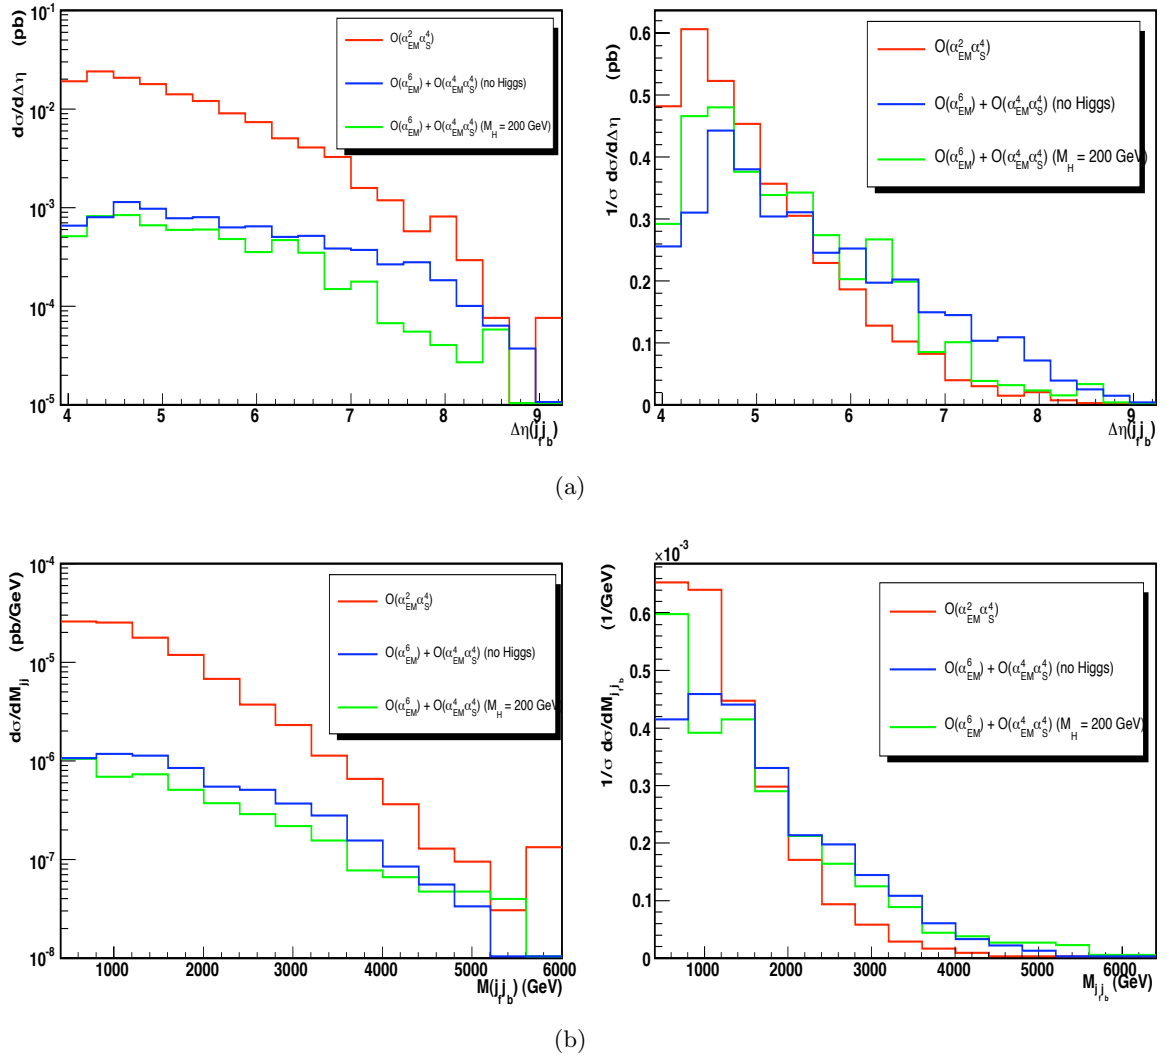 dσ/dΔη (pb)
10⁻¹
10⁻²
10⁻³
10⁻⁴
10⁻⁵
O(α²_EM α⁴_S)
O(α⁶_EM) + O(α⁴_EM α⁴_S) (no Higgs)
O(α⁶_EM) + O(α⁴_EM α⁴_S) (M_H = 200 GeV)
4 5 6 7 8 9
Δη(j_f j_b)
1/σ dσ/dΔη (pb)
0.6
0.5
0.4
0.3
0.2
0.1
0
O(α²_EM α⁴_S)
O(α⁶_EM) + O(α⁴_EM α⁴_S) (no Higgs)
O(α⁶_EM) + O(α⁴_EM α⁴_S) (M_H = 200 GeV)
4 5 6 7 8 9
Δη(j_f j_b)
(a)
dσ/dM_jj (pb/GeV)
10⁻⁴
10⁻⁵
10⁻⁶
10⁻⁷
10⁻⁸
O(α²_EM α⁴_S)
O(α⁶_EM) + O(α⁴_EM α⁴_S) (no Higgs)
O(α⁶_EM) + O(α⁴_EM α⁴_S) (M_H = 200 GeV)
1000 2000 3000 4000 5000 6000
M(j_f j_b) (GeV)
1/σ dσ/dM_{j_f j_b} (1/GeV)
×10⁻³
0.6
0.5
0.4
0.3
0.2
0.1
0
O(α²_EM α⁴_S)
O(α⁶_EM) + O(α⁴_EM α⁴_S) (no Higgs)
O(α⁶_EM) + O(α⁴_EM α⁴_S) (M_H = 200 GeV)
1000 2000 3000 4000 5000 6000
M_{j_f j_b} (GeV)
(b)